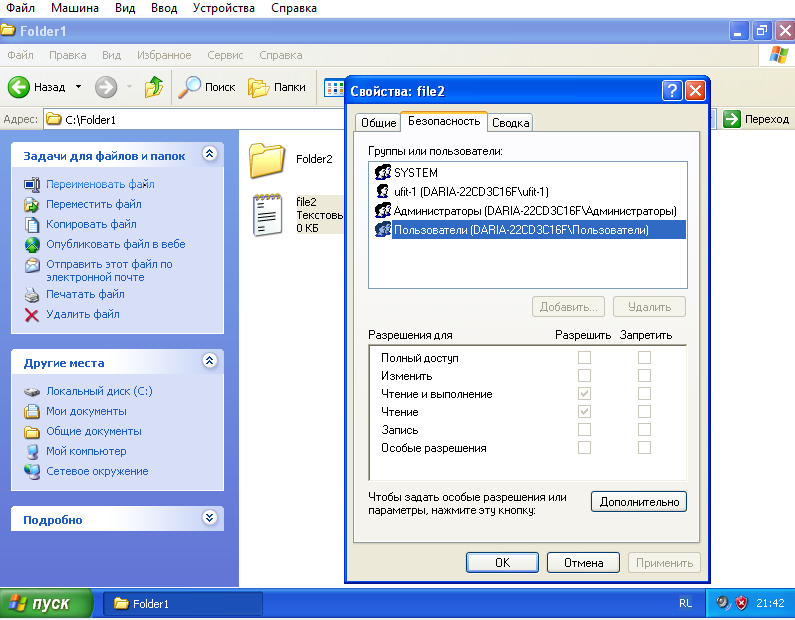 Файл Машина Вид Ввод Устройства Справка
Folder1
Файл Правка Вид Избранное Сервис Справка
Назад Поиск Папки
Адрес: C:\Folder1 Переход
Задачи для файлов и папок
Переименовать файл
Переместить файл
Копировать файл
Опубликовать файл в вебе
Отправить этот файл по
электронной почте
Печатать файл
Удалить файл
Другие места
Локальный диск (C:)
Мои документы
Общие документы
Мой компьютер
Сетевое окружение
Подробно
Folder2
file2
Текстовы
0 КБ
Свойства: file2
Общие Безопасность Сводка
Группы или пользователи:
SYSTEM
ufit-1 (DARIA-22CD3C16F\ufit-1)
Администраторы (DARIA-22CD3C16F\Администраторы)
Пользователи (DARIA-22CD3C16F\Пользователи)
Добавить... Удалить
Разрешения для Разрешить Запретить
Полный доступ
Изменить
Чтение и выполнение
Чтение
Запись
Особые разрешения
Чтобы задать особые разрешения или
параметры, нажмите эту кнопку:
Дополнительно
OK Отмена Применить
пуск Folder1 RL 21:42